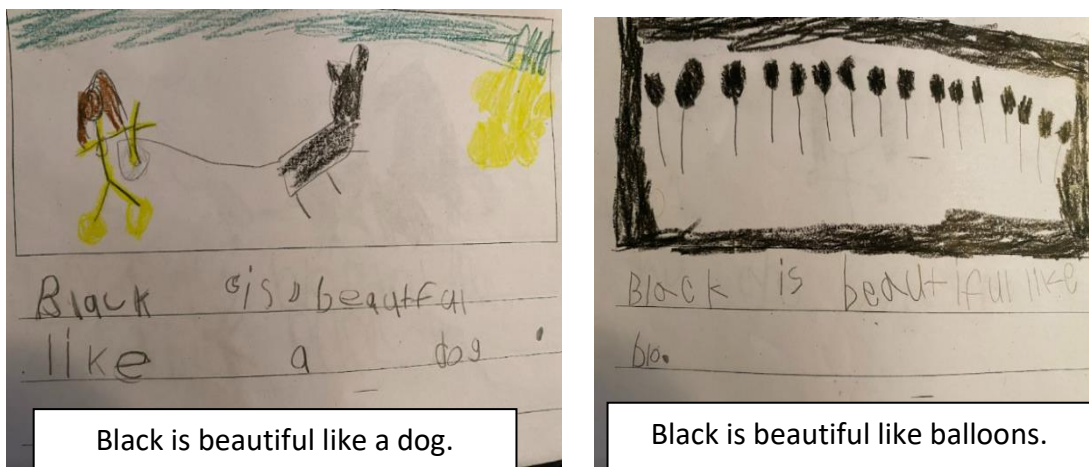 Black is beautful
like a dog.
Black is beautiful like a dog.
Black is beautiful like
blo.
Black is beautiful like balloons.